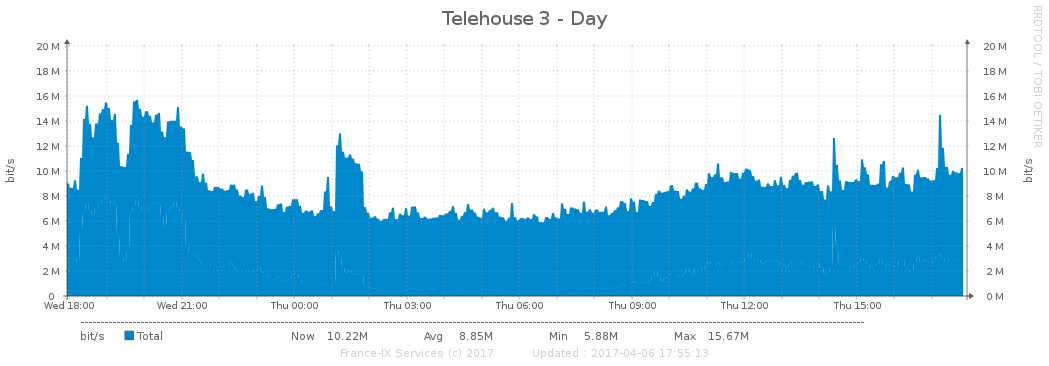 Telehouse 3 - Day
RRDTOOL / TOBI OETIKER
bit/s
20 M 20 M
18 M 18 M
16 M 16 M
14 M 14 M
12 M 12 M
10 M 10 M
8 M 8 M
6 M 6 M
4 M 4 M
2 M 2 M
0 0 M
bit/s
Wed 18:00 Wed 21:00 Thu 00:00 Thu 03:00 Thu 06:00 Thu 09:00 Thu 12:00 Thu 15:00
bit/s Total Now 10.22M Avg 8.85M Min 5.88M Max 15.67M
France-IX Services (c) 2017 Updated : 2017-04-06 17:55:13